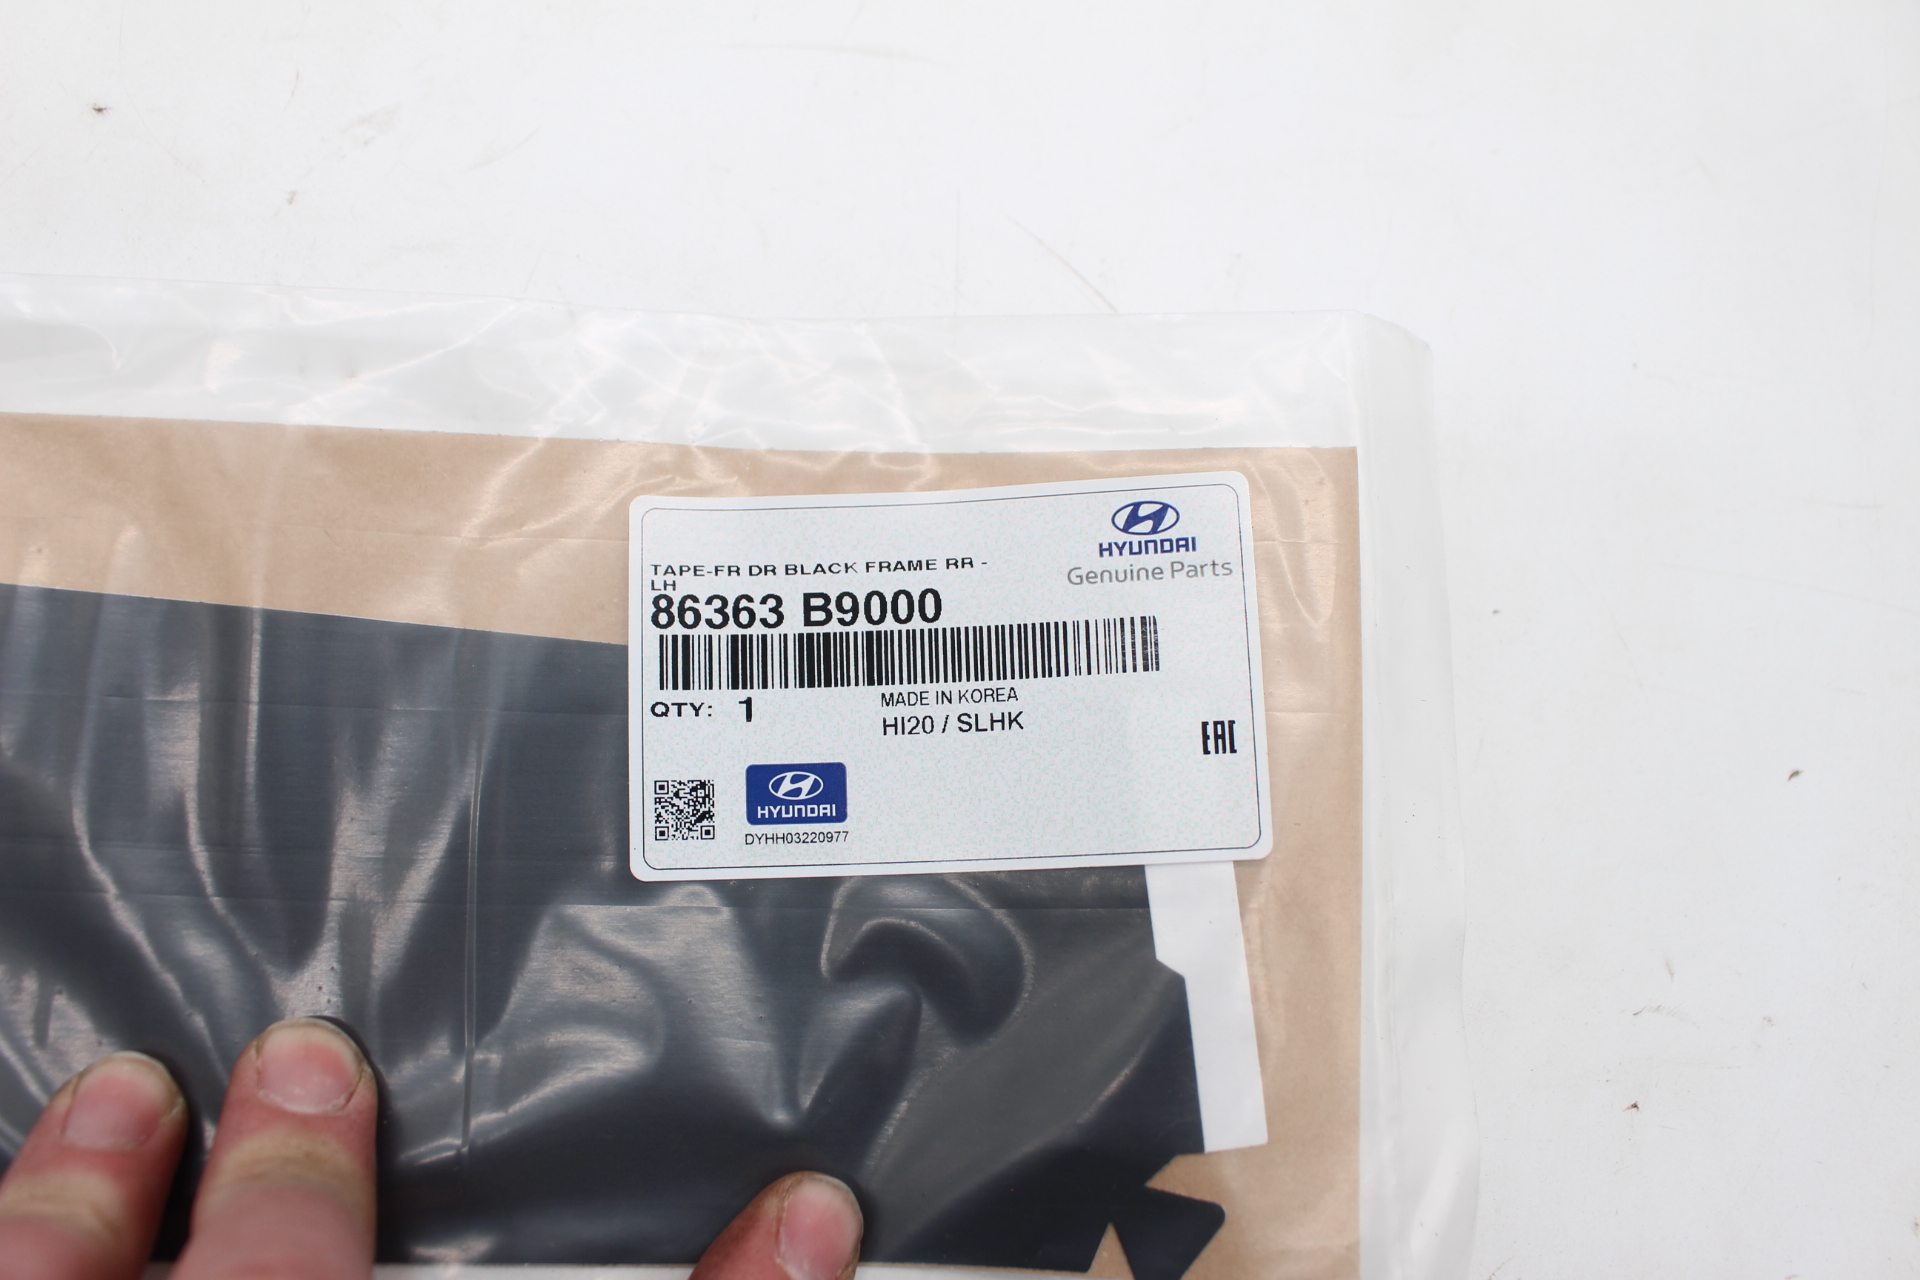 HYUNDAI
Genuine Parts
TAPE-FR DR BLACK FRAME RR -
LH
86363 B9000
QTY: 1
MADE IN KOREA
HI20 / SLHK
EAC
HYUNDAI
DYHH03220977